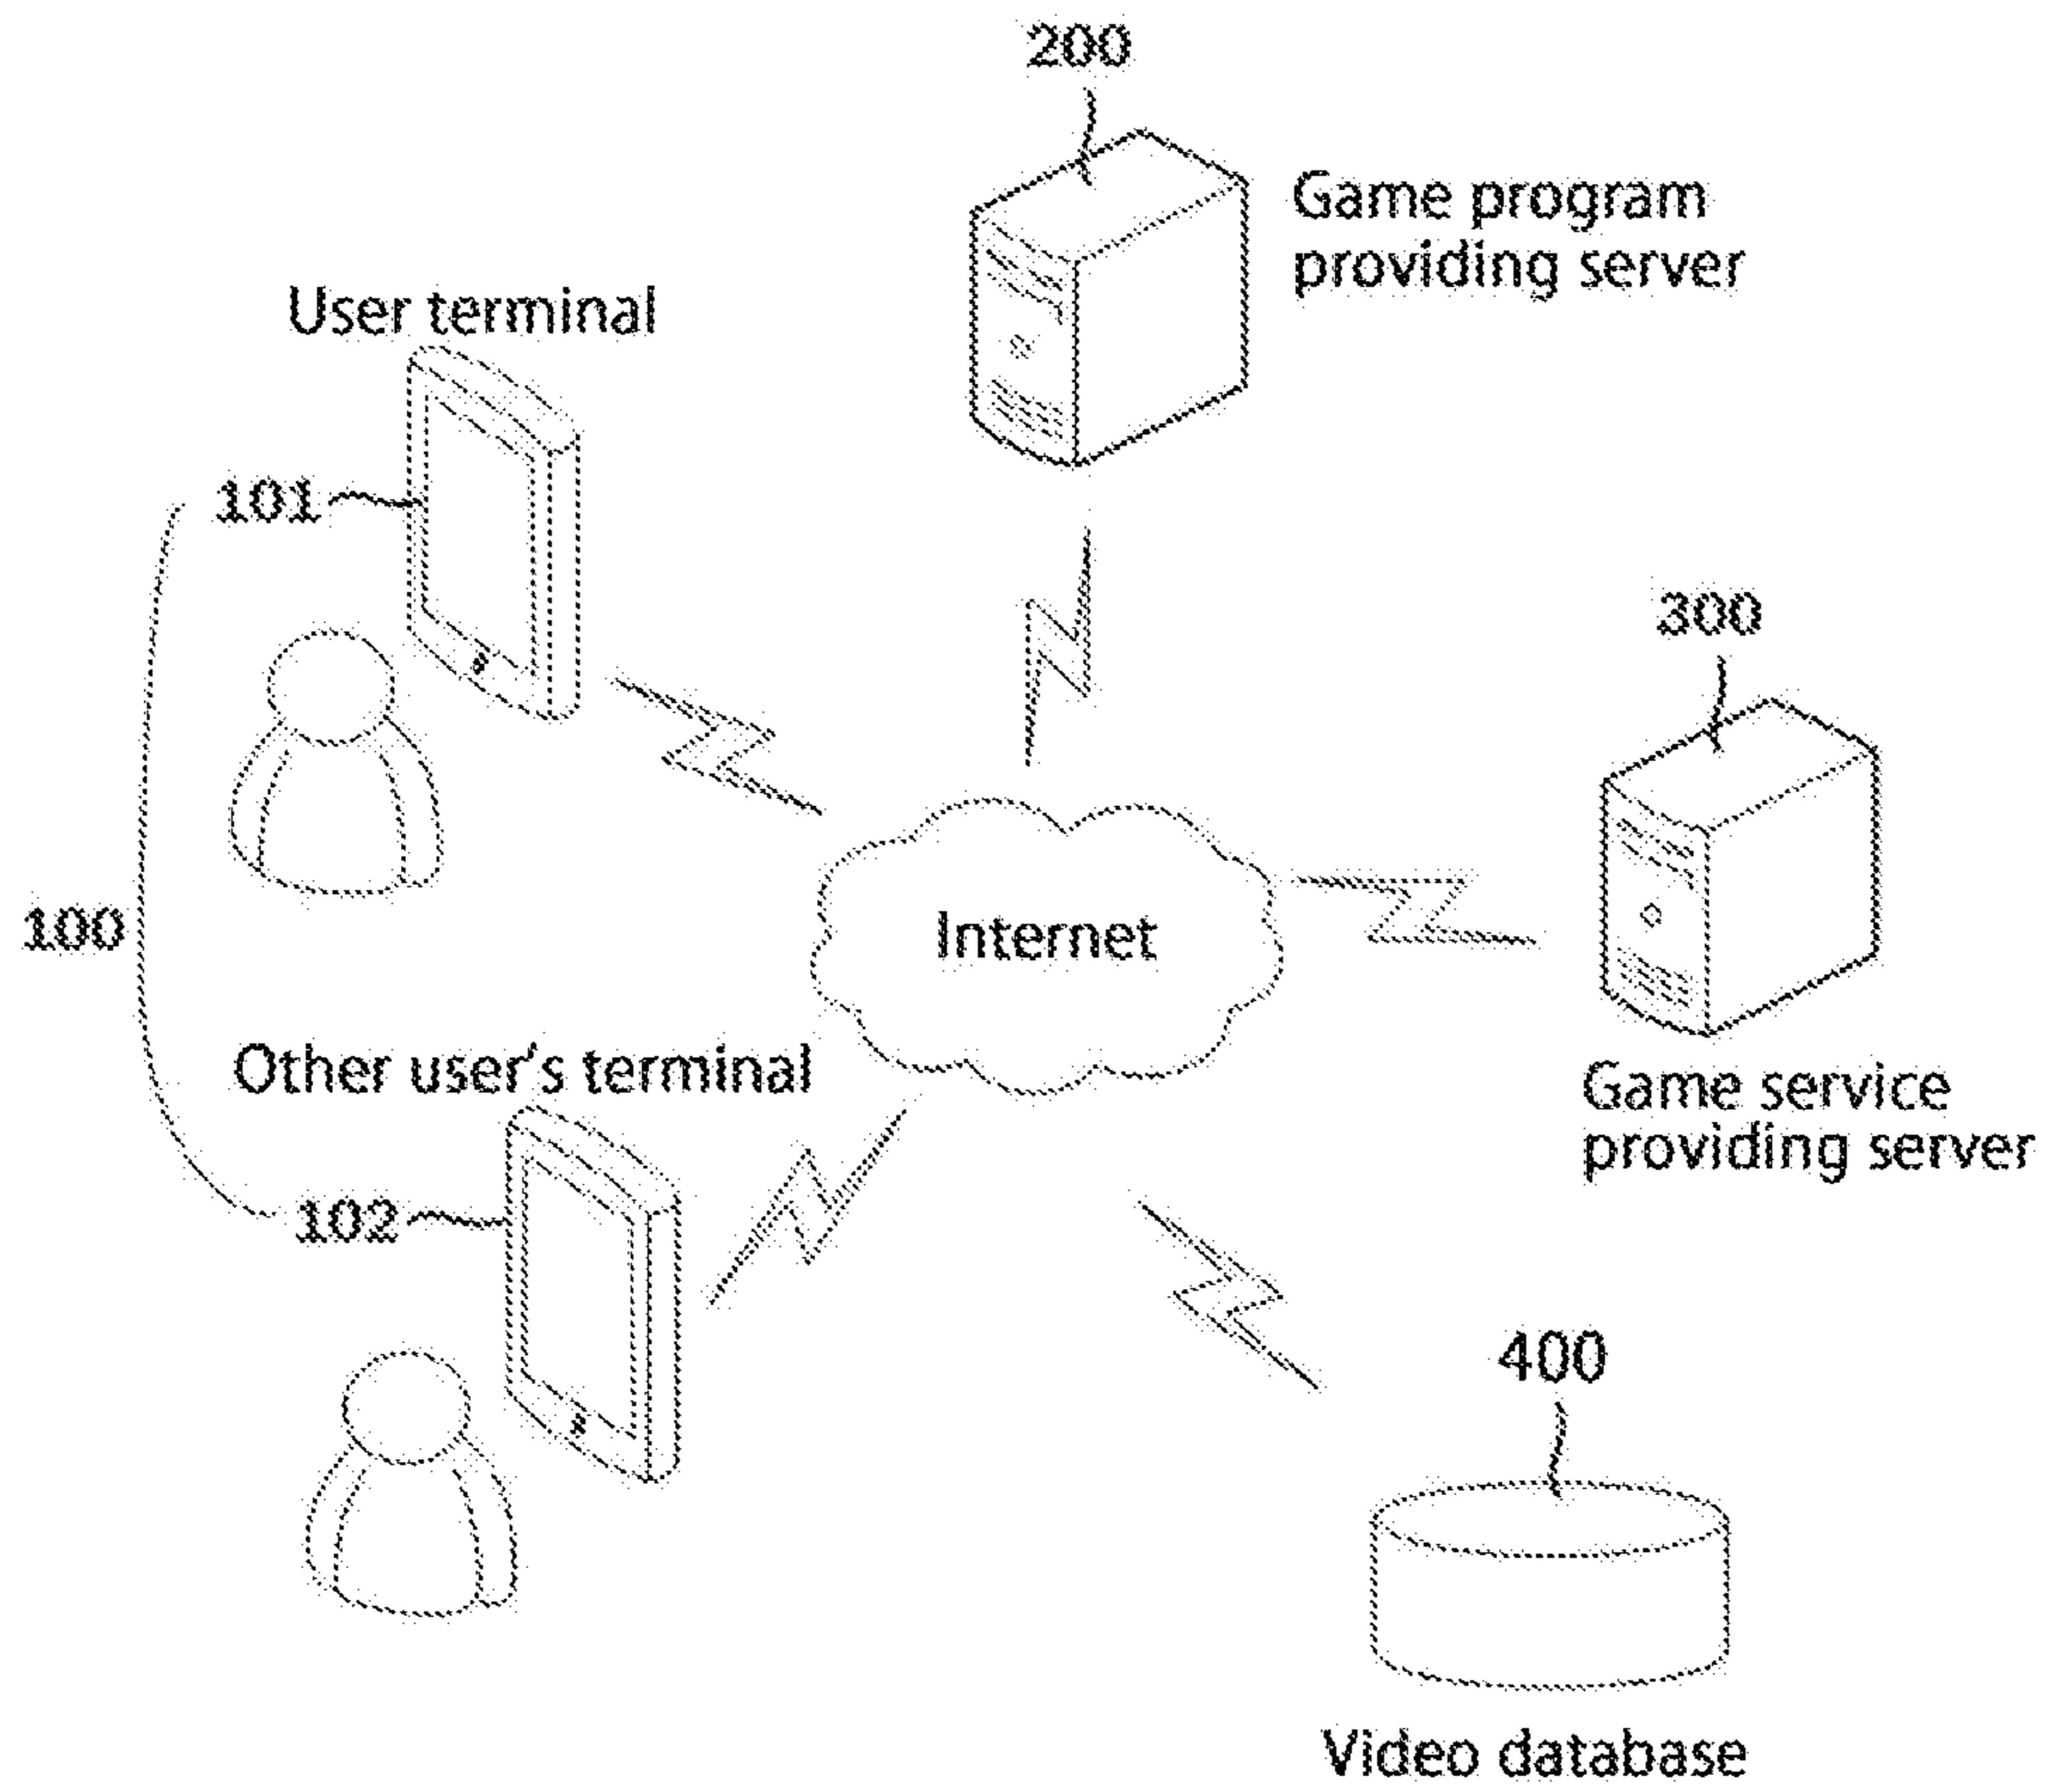 200
Game program
providing server
User terminal
101
300
100
Internet
Other user's terminal
Game service
providing server
102
400
Video database